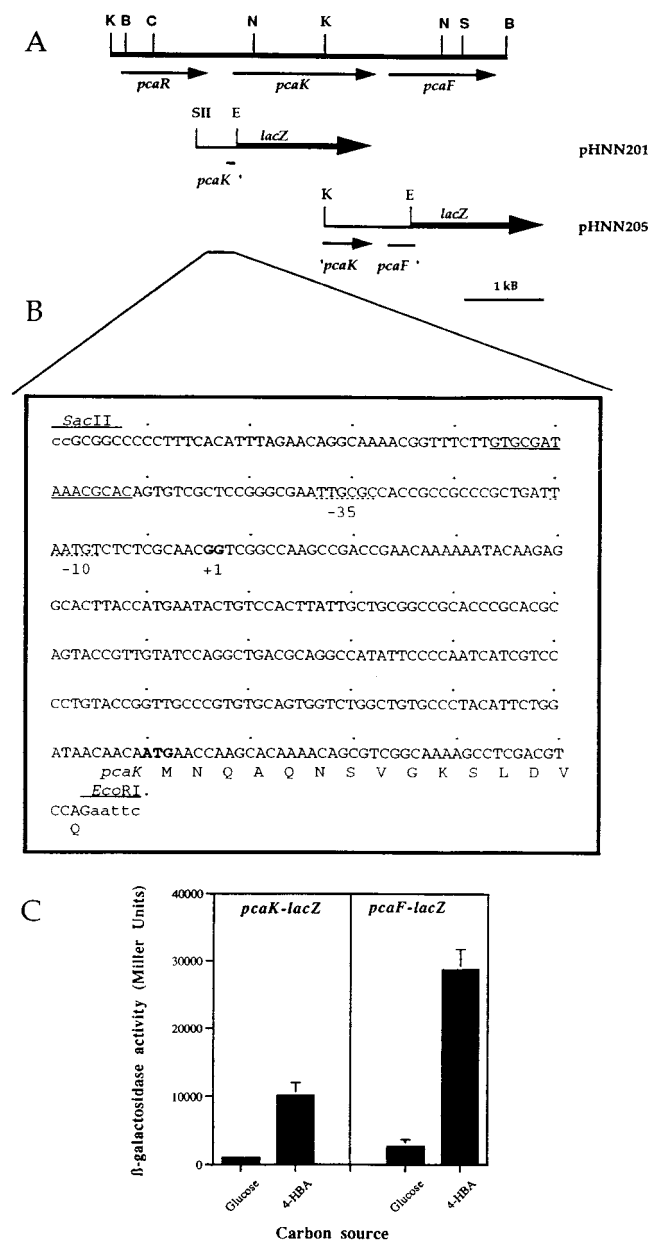 A
K B C N K N S B
pcaR pcaK pcaF
SII E
lacZ
pHNN201
pcaK '
K E
lacZ
pHNN205
'pcaK pcaF '
1 kB
B
SacII
ccGCGGCCCCCTTTCACATTTAGAACAGGCAAAACGGTTTCTTGTGCGAT
AAACGCACAGTGTCGCTCCGGGCGAATTGCGCCACCGCCGCCCGCTGATT
-35
AATGTCTCTCGCAACGGTCGGCCAAGCCGACCGAACAAAAAATACAAGAG
-10 +1
GCACTTACCATGAATACTGTCCACTTATTGCTGCGGCCGCACCCGCACGC
AGTACCGTTGTATCCAGGCTGACGCAGGCCATATTCCCCAATCATCGTCC
CCTGTACCGGTTGCCCGTGTGCAGTGGTCTGGCTGTGCCCTACATTCTGG
ATAACAACAATGAACCAAGCACAAAACAGCGTCGGCAAAAGCCTCGACGT
pcaK M N Q A Q N S V G K S L D V
EcoRI
CCAGaattc
Q
C
ß-galactosidase activity (Miller Units)
40000
30000
20000
10000
0
pcaK-lacZ pcaF-lacZ
Glucose 4-HBA Glucose 4-HBA
Carbon source